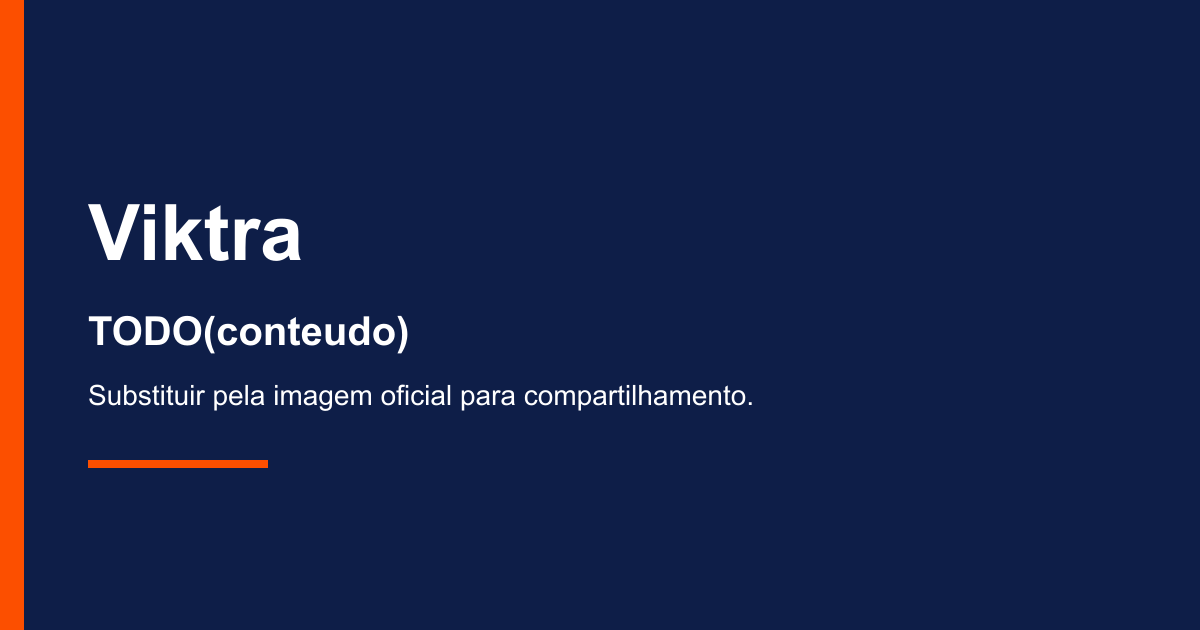 Viktra
TODO(conteudo)
Substituir pela imagem oficial para compartilhamento.